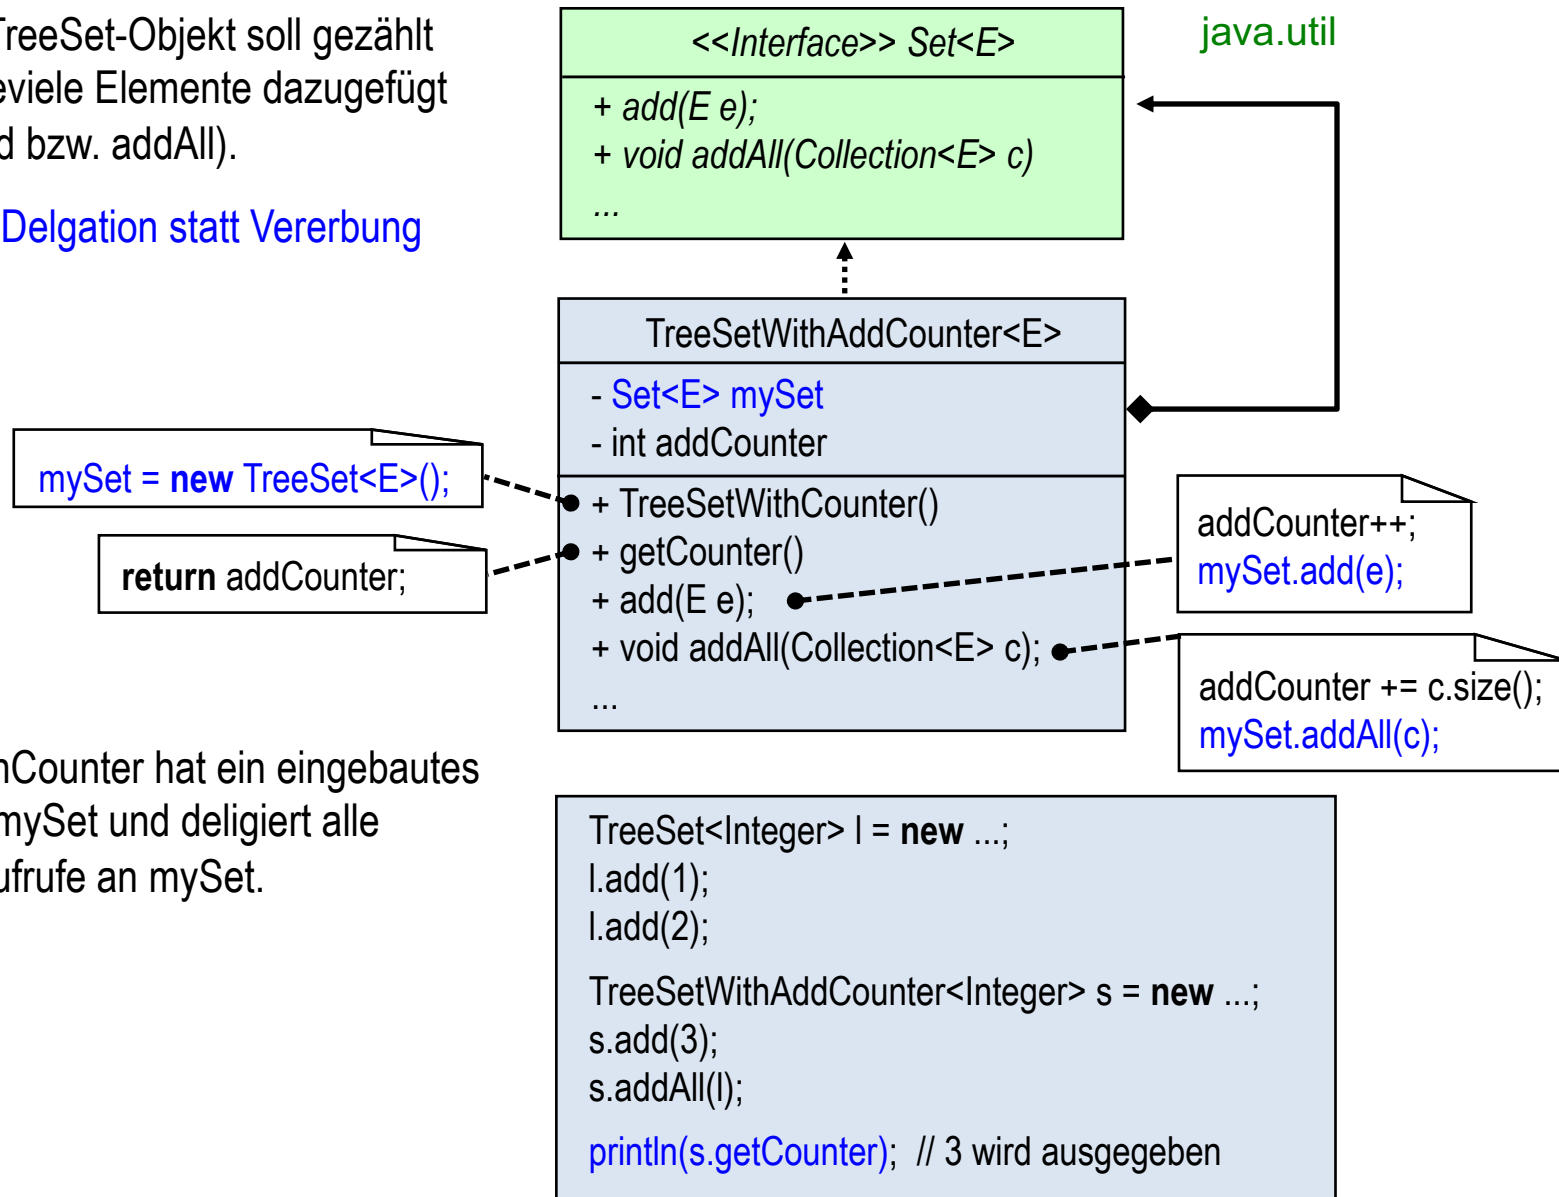 TreeSet-Objekt soll gezählt
eviele Elemente dazugefügt
d bzw. addAll).
Delgation statt Vererbung
<<Interface>> Set<E>
+ add(E e);
+ void addAll(Collection<E> c)
...
java.util
TreeSetWithAddCounter<E>
- Set<E> mySet
- int addCounter
+ TreeSetWithCounter()
+ getCounter()
+ add(E e);
+ void addAll(Collection<E> c);
...
mySet = new TreeSet<E>();
return addCounter;
addCounter++;
mySet.add(e);
addCounter += c.size();
mySet.addAll(c);
nCounter hat ein eingebautes
mySet und deligiert alle
ufrufe an mySet.
TreeSet<Integer> l = new ...;
l.add(1);
l.add(2);
TreeSetWithAddCounter<Integer> s = new ...;
s.add(3);
s.addAll(l);
println(s.getCounter); // 3 wird ausgegeben